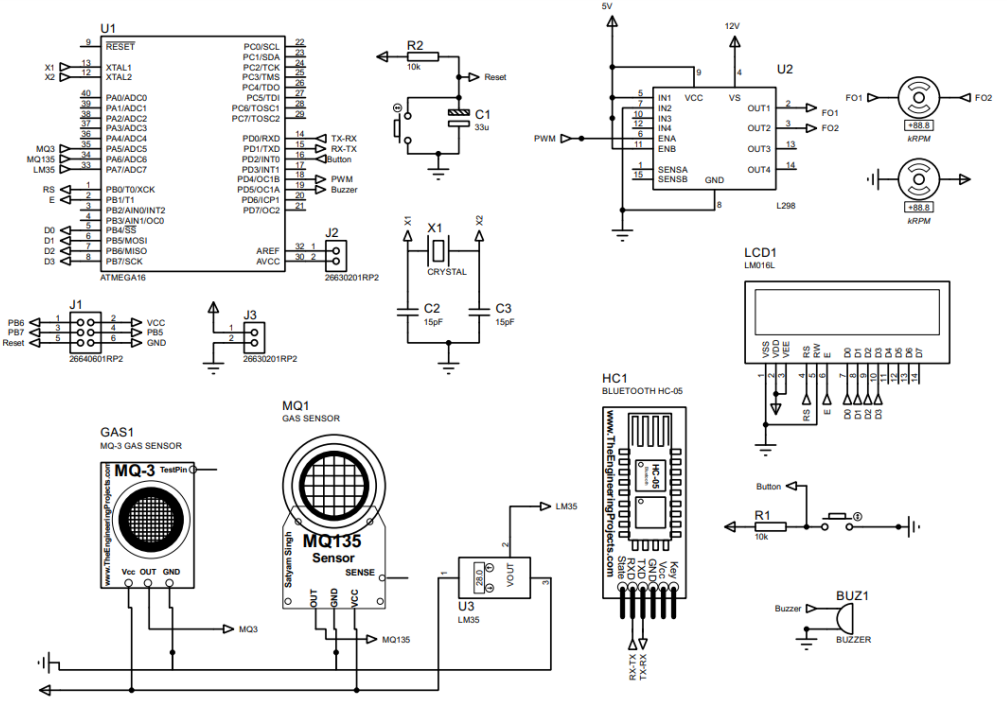 U1
9 RESET
13 XTAL1
12 XTAL2
X1
X2
40 PA0/ADC0
39 PA1/ADC1
38 PA2/ADC2
37 PA3/ADC3
36 PA4/ADC4
MQ3 35 PA5/ADC5
MQ135 34 PA6/ADC6
LM35 33 PA7/ADC7
RS 1 PB0/T0/XCK
E 2 PB1/T1
3 PB2/AIN0/INT2
4 PB3/AIN1/OC0
D0 5 PB4/SS
D1 6 PB5/MOSI
D2 7 PB6/MISO
D3 8 PB7/SCK
PC0/SCL 22
PC1/SDA 23
PC2/TCK 24
PC3/TMS 25
PC4/TDO 26
PC5/TDI 27
PC6/TOSC1 28
PC7/TOSC2 29
PD0/RXD 14 TX-RX
PD1/TXD 15 RX-TX
PD2/INT0 16 Button
PD3/INT1 17
PD4/OC1B 18 PWM
PD5/OC1A 19 Buzzer
PD6/ICP1 20
PD7/OC2 21
AREF 32 1
AVCC 30 2
ATMEGA16
J2
26630201RP2
R2
10k
Reset
C1
33u
5V
12V
U2
9
4
VCC
VS
5 IN1
7 IN2
10 IN3
12 IN4
PWM 6 ENA
11 ENB
1 SENSA
15 SENSB
GND
8
OUT1 2 FO1
OUT2 3 FO2
OUT3 13
OUT4 14
L298
FO1
FO2
+88.8
kRPM
+88.8
kRPM
X1
X2
X1
CRYSTAL
C2
15pF
C3
15pF
J1
PB6 1 2 VCC
PB7 3 4 PB5
Reset 5 6 GND
26640601RP2
J3
1
2
26630201RP2
LCD1
LM016L
VSS
VDD
VEE
RS
RW
E
D0
D1
D2
D3
D4
D5
D6
D7
1
2
3
4
5
6
7
8
9
10
11
12
13
14
RS
E
D0
D1
D2
D3
GAS1
MQ-3 GAS SENSOR
MQ-3 TestPin
www.TheEngineeringProjects.com
Vcc OUT GND
MQ3
MQ1
GAS SENSOR
MQ135
Sensor
Satyam Singh
SENSE
OUT
GND
VCC
MQ135
LM35
2
1
28.0
VOUT
3
U3
LM35
HC1
BLUETOOTH HC-05
www.TheEngineeringProjects.com
HC-05
Bluetooth
State
RXD
TXD
GND
Vcc
Key
RX-TX
TX-RX
Button
R1
10k
BUZ1
Buzzer
BUZZER